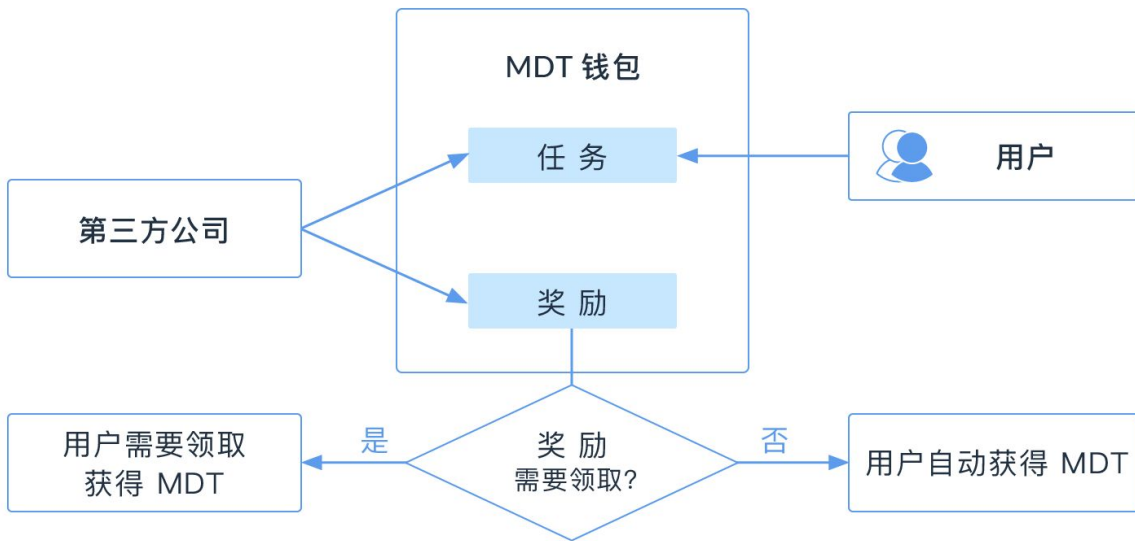 MDT 钱包
任务
用户
第三方公司
奖励
用户需要领取
获得 MDT
是
奖励
需要领取?
否
用户自动获得 MDT